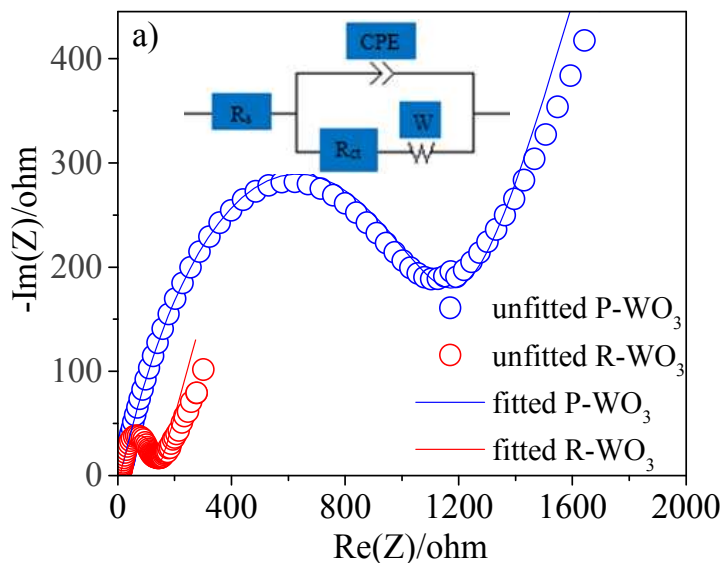 a)
CPE
Rs
W
Rct
-Im(Z)/ohm
400
300
200
100
0
unfitted P-WO3
unfitted R-WO3
fitted P-WO3
fitted R-WO3
0 400 800 1200 1600 2000
Re(Z)/ohm